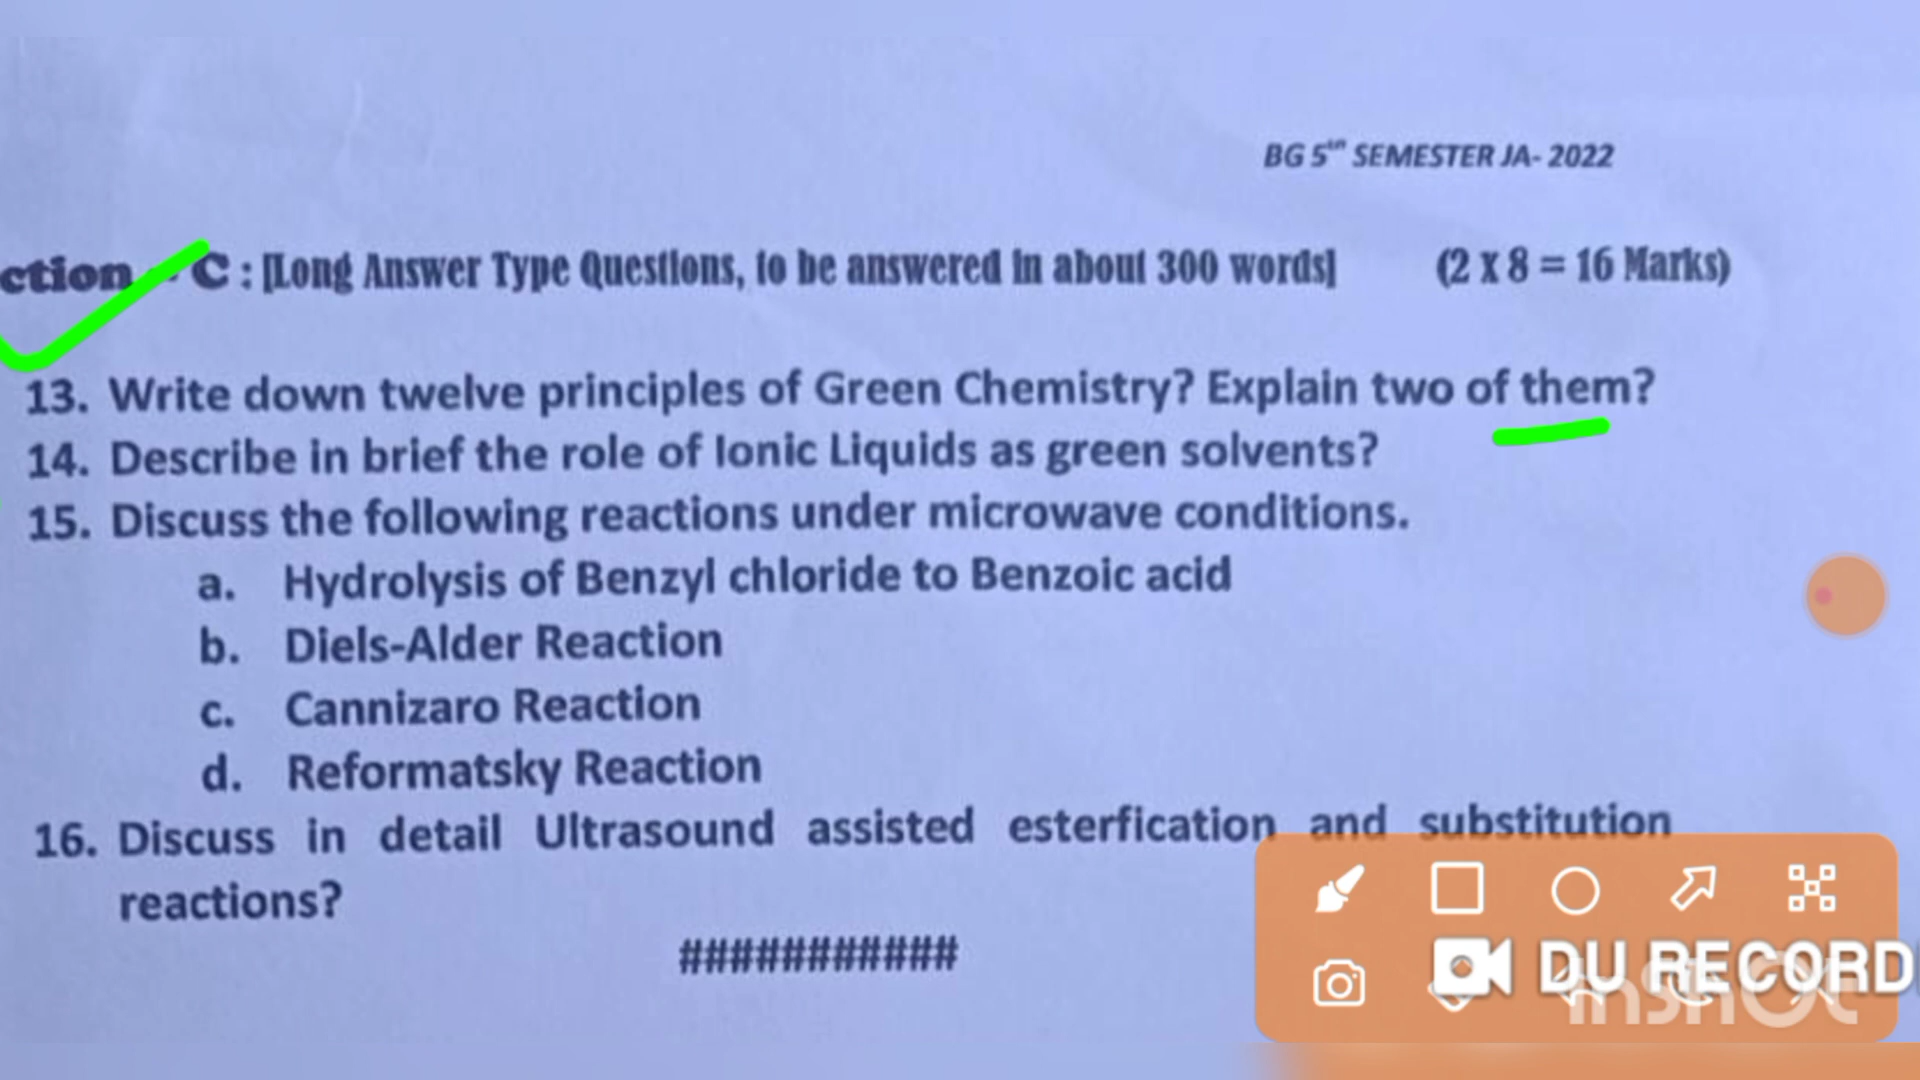 BG 5th SEMESTER JA- 2022
ction - C : [Long Answer Type Questions, to be answered in about 300 words] (2 x 8 = 16 Marks)
13. Write down twelve principles of Green Chemistry? Explain two of them?
14. Describe in brief the role of Ionic Liquids as green solvents?
15. Discuss the following reactions under microwave conditions.
a. Hydrolysis of Benzyl chloride to Benzoic acid
b. Diels-Alder Reaction
c. Cannizaro Reaction
d. Reformatsky Reaction
16. Discuss in detail Ultrasound assisted esterfication and substitution
reactions?
###########
DU RECORD
InShOt